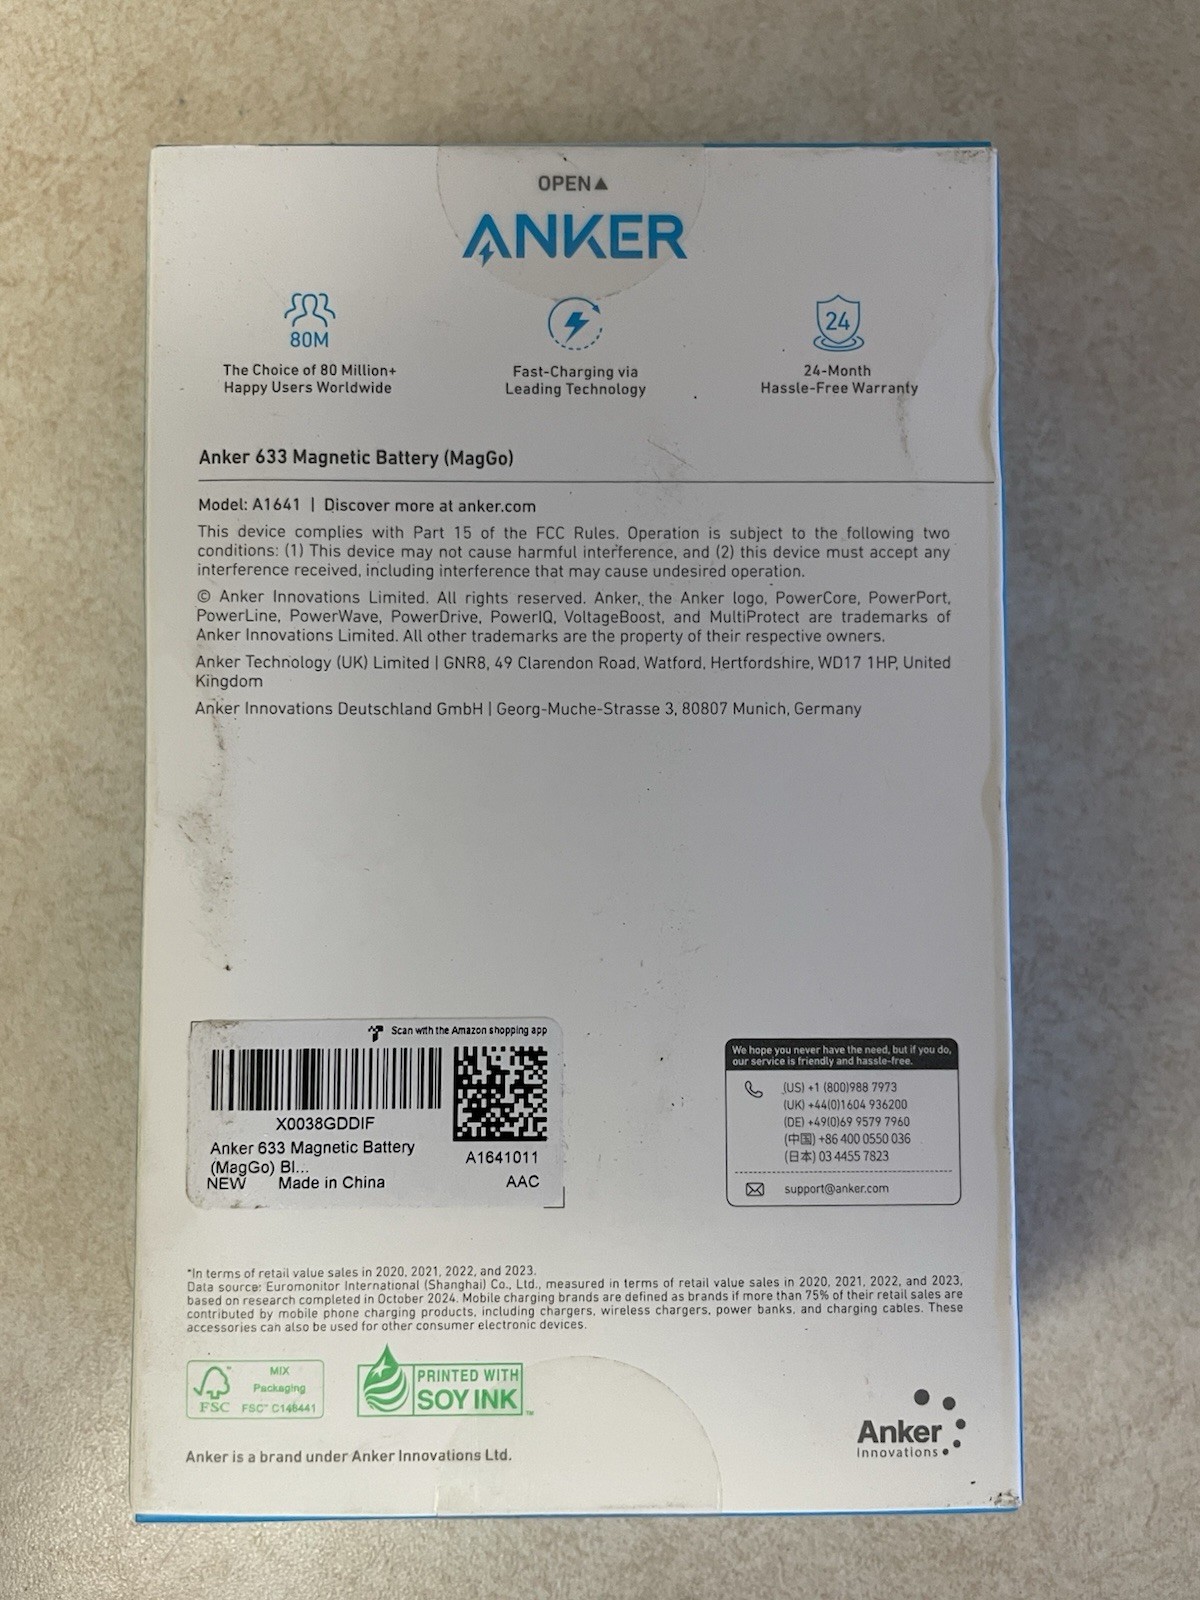 OPEN▲
ANKER
80M
The Choice of 80 Million+
Happy Users Worldwide
Fast-Charging via
Leading Technology
24
24-Month
Hassle-Free Warranty
Anker 633 Magnetic Battery (MagGo)
Model: A1641 | Discover more at anker.com
This device complies with Part 15 of the FCC Rules. Operation is subject to the following two
conditions: (1) This device may not cause harmful interference, and (2) this device must accept any
interference received, including interference that may cause undesired operation.
© Anker Innovations Limited. All rights reserved. Anker, the Anker logo, PowerCore, PowerPort,
PowerLine, PowerWave, PowerDrive, PowerIQ, VoltageBoost, and MultiProtect are trademarks of
Anker Innovations Limited. All other trademarks are the property of their respective owners.
Anker Technology (UK) Limited | GNR8, 49 Clarendon Road, Watford, Hertfordshire, WD17 1HP, United
Kingdom
Anker Innovations Deutschland GmbH | Georg-Muche-Strasse 3, 80807 Munich, Germany
Scan with the Amazon shopping app
X0038GDDIF
Anker 633 Magnetic Battery
(MagGo) Bl...
NEW Made in China
A1641011
AAC
We hope you never have the need, but if you do,
our service is friendly and hassle-free.
(US) +1 (800)988 7973
(UK) +44(0)1604 936200
(DE) +49(0)69 9579 7960
(中国) +86 400 0550 036
(日本) 03 4455 7823
support@anker.com
*In terms of retail value sales in 2020, 2021, 2022, and 2023.
Data source: Euromonitor International (Shanghai) Co., Ltd., measured in terms of retail value sales in 2020, 2021, 2022, and 2023,
based on research completed in October 2024. Mobile charging brands are defined as brands if more than 75% of their retail sales are
contributed by mobile phone charging products, including chargers, wireless chargers, power banks, and charging cables. These
accessories can also be used for other consumer electronic devices.
FSC
MIX
Packaging
FSC™ C146441
PRINTED WITH
SOY INK™
Anker is a brand under Anker Innovations Ltd.
Anker
Innovations